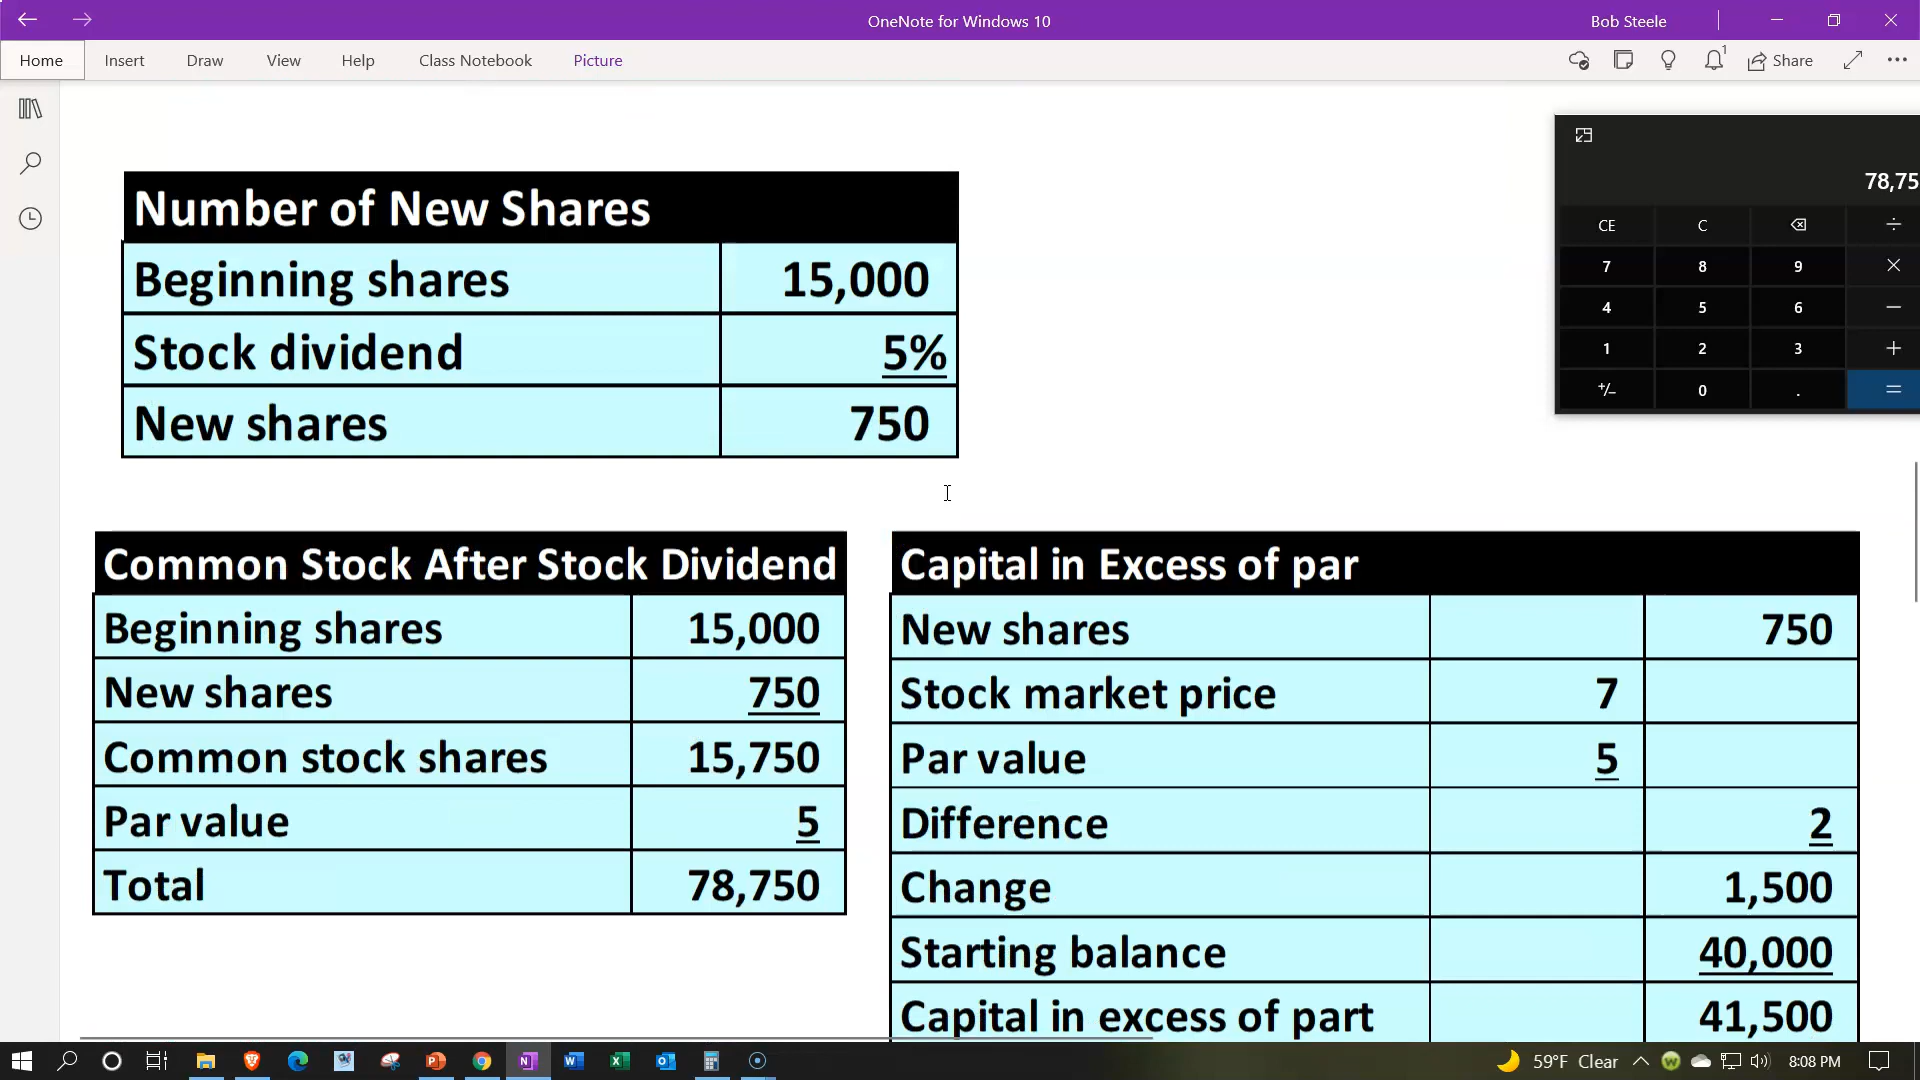 OneNote for Windows 10
Bob Steele
Home Insert Draw View Help Class Notebook Picture
1
Share
78,75
CE C
7 8 9
4 5 6
1 2 3
+/- 0 .
Number of New Shares
Beginning shares 15,000
Stock dividend 5%
New shares 750
Common Stock After Stock Dividend
Beginning shares 15,000
New shares 750
Common stock shares 15,750
Par value 5
Total 78,750
Capital in Excess of par
New shares 750
Stock market price 7
Par value 5
Difference 2
Change 1,500
Starting balance 40,000
Capital in excess of part 41,500
59°F Clear 8:08 PM